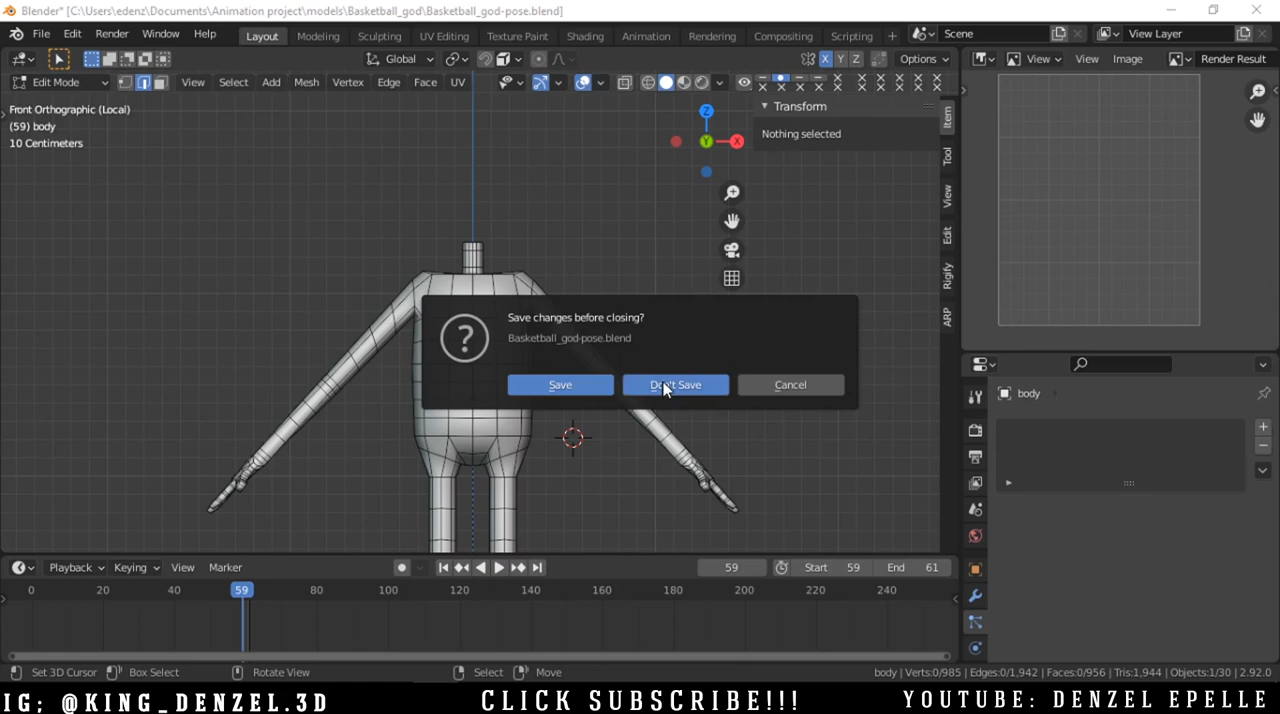 Blender* [C:\Users\edenz\Documents\Animation project\models\Basketball_god\Basketball_god-pose.blend]
File Edit Render Window Help Layout Modeling Sculpting UV Editing Texture Paint Shading Animation Rendering Compositing Scripting + Scene View Layer
Global X Y Z Options View View Image Render Result
Edit Mode View Select Add Mesh Vertex Edge Face UV
Front Orthographic (Local)
(59) body
10 Centimeters
Transform
Nothing selected
Z
Y
X
Item
Tool
View
Edit
Rigify
ARP
Save changes before closing?
Basketball_god-pose.blend
Save Don't Save Cancel
body
Playback Keying View Marker 59 Start 59 End 61
0 20 40 59 80 100 120 140 160 180 200 220 240
Set 3D Cursor Box Select Rotate View Select Move body | Verts:0/985 | Edges:0/1,942 | Faces:0/956 | Tris:1,944 | Objects:1/30 | 2.92.0
IG; @KING_DENZEL.3D CLICK SUBSCRIBE!!! YOUTUBE: DENZEL EPELLE